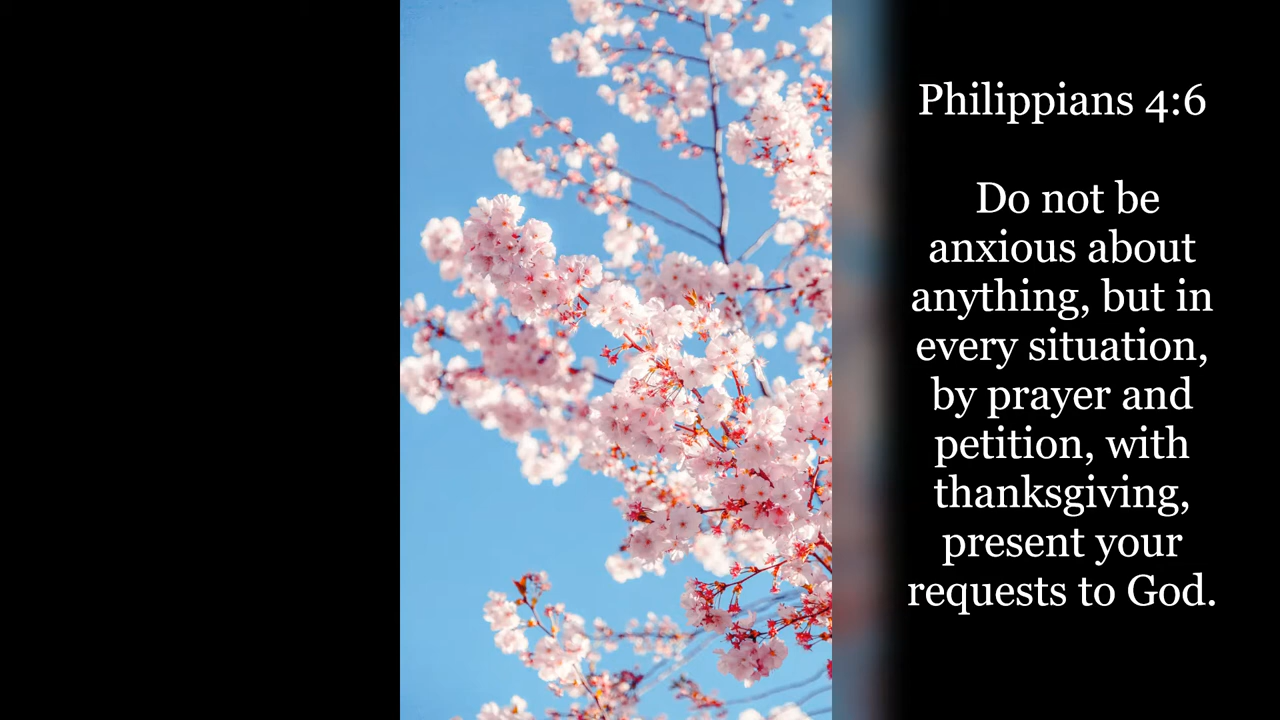 Philippians 4:6
Do not be
anxious about
anything, but in
every situation,
by prayer and
petition, with
thanksgiving,
present your
requests to God.